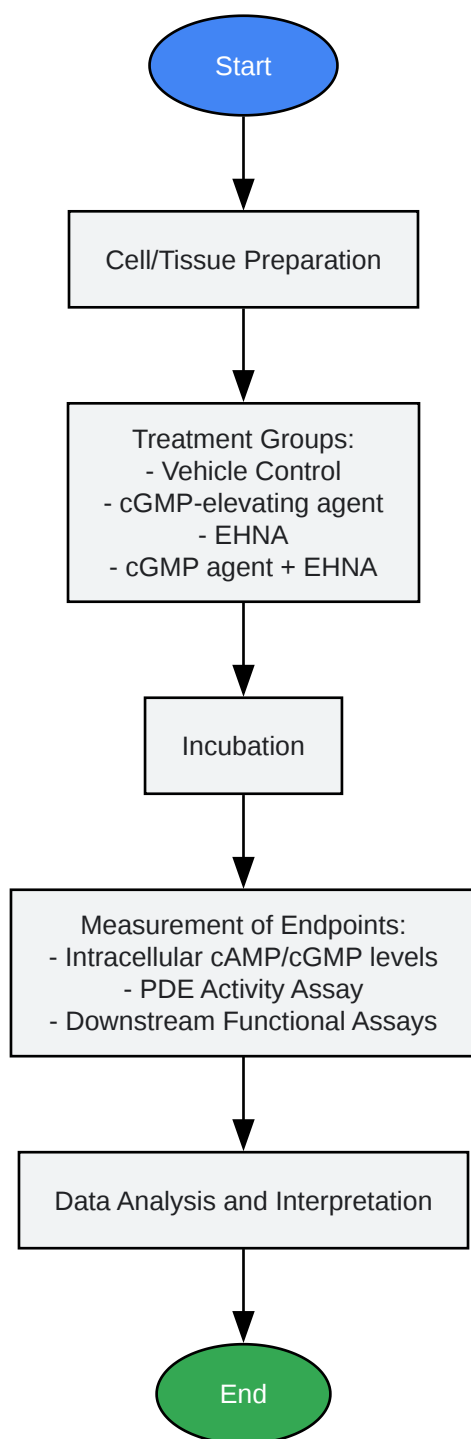 Start
Cell/Tissue Preparation
Treatment Groups:
- Vehicle Control
- cGMP-elevating agent
- EHNA
- cGMP agent + EHNA
Incubation
Measurement of Endpoints:
- Intracellular cAMP/cGMP levels
- PDE Activity Assay
- Downstream Functional Assays
Data Analysis and Interpretation
End